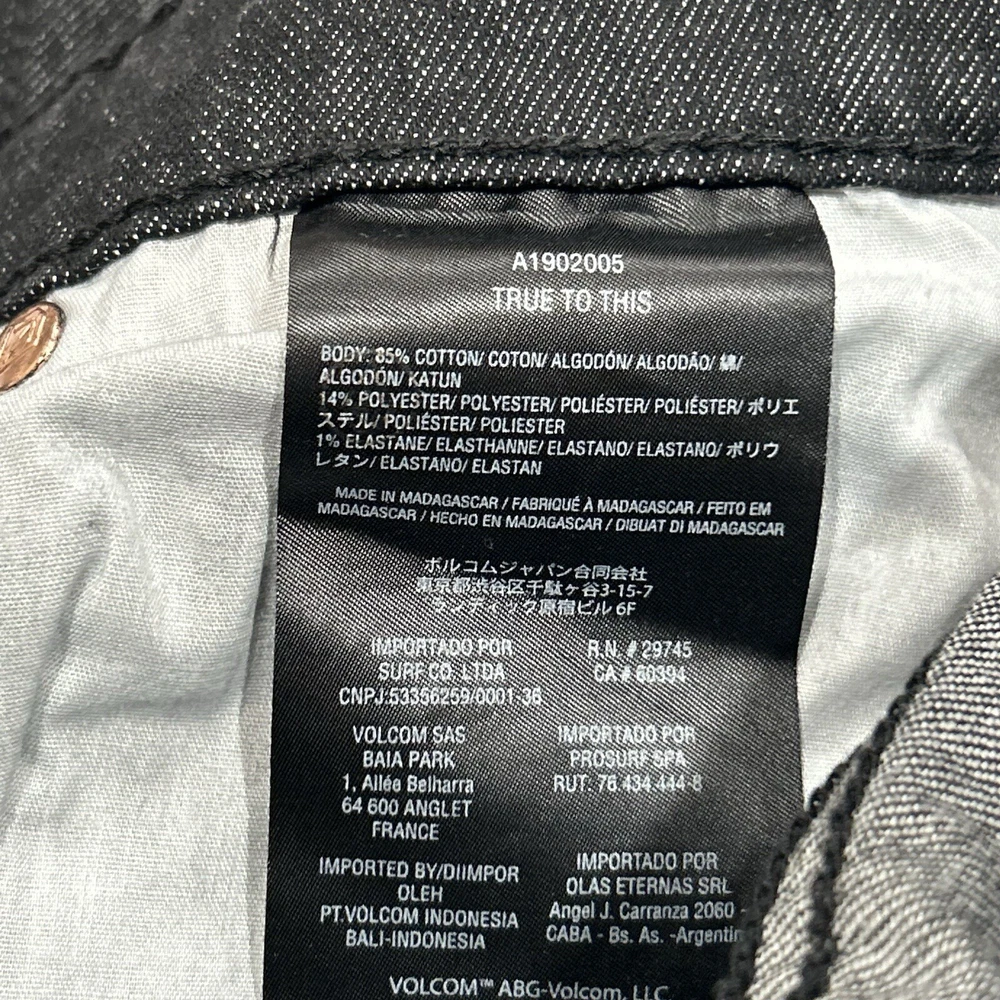 A1902005
TRUE TO THIS
BODY: 85% COTTON/ COTON/ ALGODÓN/ ALGODÃO/ 綿/
ALGODÓN/ KATUN
14% POLYESTER/ POLYESTER/ POLIÉSTER/ POLIÉSTER/ ポリエ
ステル/ POLIÉSTER/ POLIESTER
1% ELASTANE/ ELASTHANNE/ ELASTANO/ ELASTANO/ ポリウ
レタン/ ELASTANO/ ELASTAN
MADE IN MADAGASCAR / FABRIQUÉ À MADAGASCAR / FEITO EM
MADAGASCAR / HECHO EN MADAGASCAR / DIBUAT DI MADAGASCAR
ボルコムジャパン合同会社
東京都渋谷区千駄ヶ谷3-15-7
ランディック原宿ビル 6F
IMPORTADO POR
SURF CO. LTDA
CNPJ:53356259/0001-36
R.N. # 29745
CA # 60394
VOLCOM SAS
BAIA PARK
1, Allée Belharra
64 600 ANGLET
FRANCE
IMPORTADO POR
PROSURF SPA
RUT: 76.434.444-8
IMPORTED BY/DIIMPOR
OLEH
PT.VOLCOM INDONESIA
BALI-INDONESIA
IMPORTADO POR
OLAS ETERNAS SRL
Angel J. Carranza 2060 -
CABA - Bs. As. -Argentin
VOLCOM™ ABG-Volcom, LLC